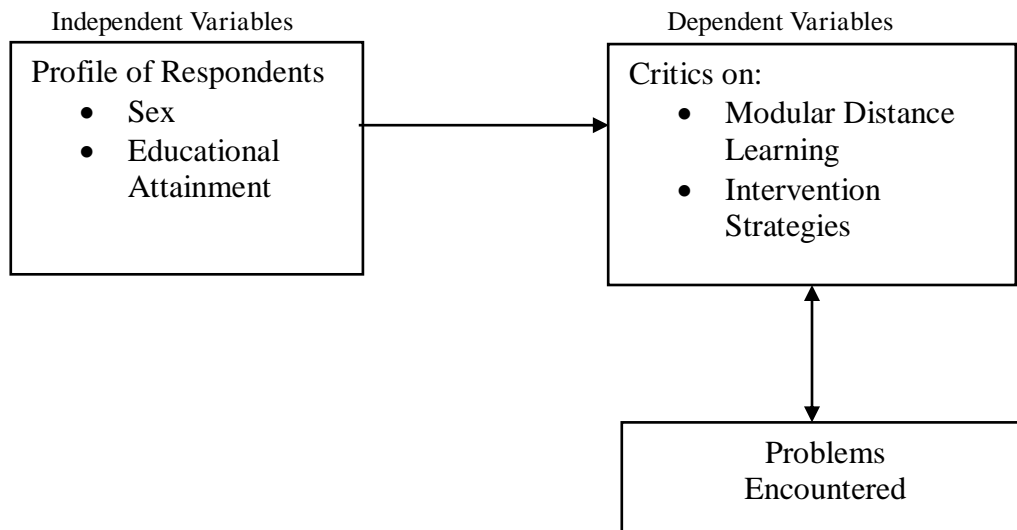 Independent Variables
Profile of Respondents
• Sex
• Educational
Attainment
Dependent Variables
Critics on:
• Modular Distance
Learning
• Intervention
Strategies
Problems
Encountered